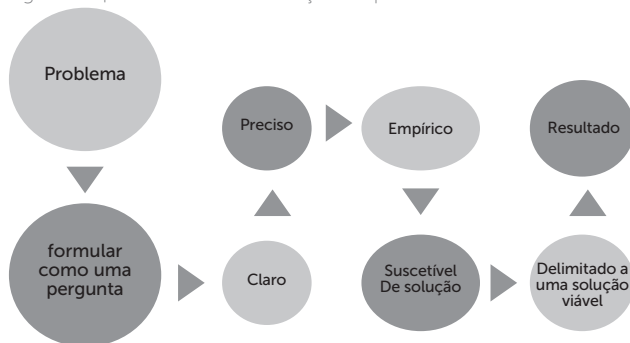 Problema
formular
como uma
pergunta
Claro
Preciso
Empírico
Suscetível
De solução
Delimitado a
uma solução
viável
Resultado